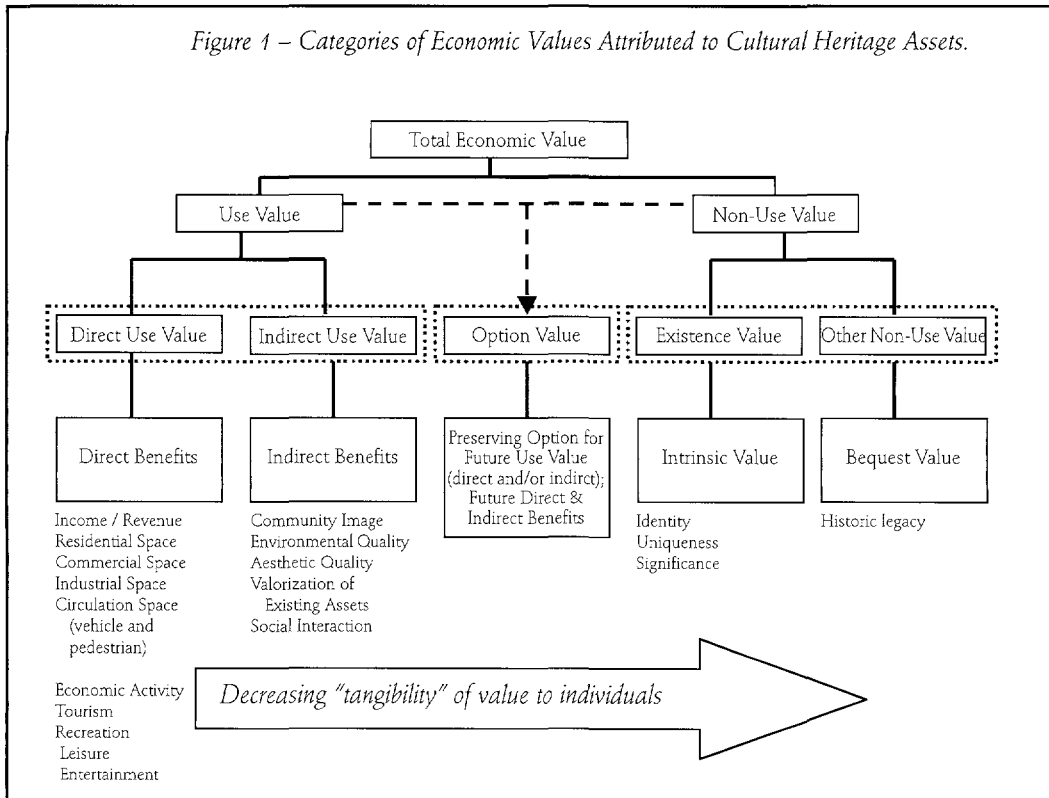 Figure 1 – Categories of Economic Values Attributed to Cultural Heritage Assets.
Total Economic Value
Use Value
Non-Use Value
Direct Use Value
Indirect Use Value
Option Value
Existence Value
Other Non-Use Value
Direct Benefits
Indirect Benefits
Preserving Option for
Future Use Value
(direct and/or indirct);
Future Direct &
Indirect Benefits
Intrinsic Value
Bequest Value
Income / Revenue
Residential Space
Commercial Space
Industrial Space
Circulation Space
(vehicle and
pedestrian)
Economic Activity
Tourism
Recreation
Leisure
Entertainment
Community Image
Environmental Quality
Aesthetic Quality
Valorization of
Existing Assets
Social Interaction
Identity
Uniqueness
Significance
Historic legacy
Decreasing "tangibility" of value to individuals